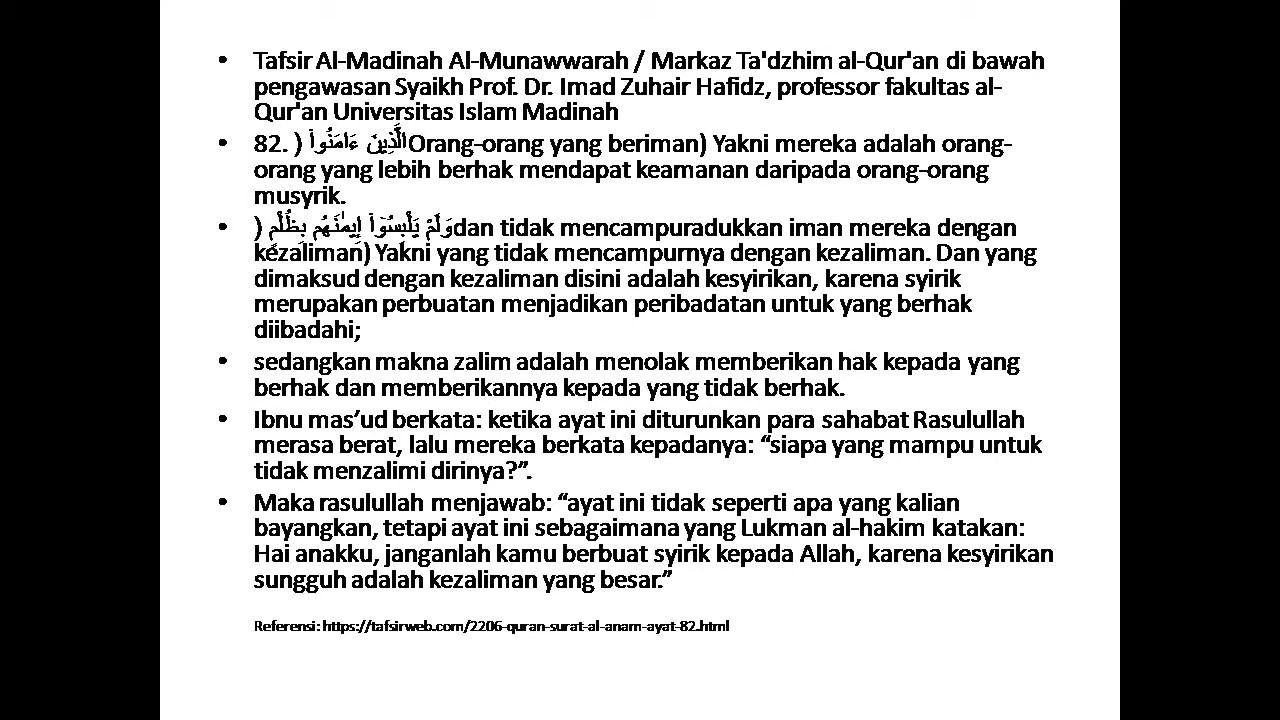 • Tafsir Al-Madinah Al-Munawwarah / Markaz Ta'dzhim al-Qur'an di bawah
pengawasan Syaikh Prof. Dr. Imad Zuhair Hafidz, professor fakultas al-
Qur'an Universitas Islam Madinah
• 82. ) الَّذِينَ ءَامَنُوا۟Orang-orang yang beriman) Yakni mereka adalah orang-
orang yang lebih berhak mendapat keamanan daripada orang-orang
musyrik.
• ) وَلَمْ يَلْبِسُوٓا۟ إِيمٰنَهُم بِظُلْمٍdan tidak mencampuradukkan iman mereka dengan
kezaliman) Yakni yang tidak mencampurnya dengan kezaliman. Dan yang
dimaksud dengan kezaliman disini adalah kesyirikan, karena syirik
merupakan perbuatan menjadikan peribadatan untuk yang berhak
diibadahi;
• sedangkan makna zalim adalah menolak memberikan hak kepada yang
berhak dan memberikannya kepada yang tidak berhak.
• Ibnu mas’ud berkata: ketika ayat ini diturunkan para sahabat Rasulullah
merasa berat, lalu mereka berkata kepadanya: “siapa yang mampu untuk
tidak menzalimi dirinya?”.
• Maka rasulullah menjawab: “ayat ini tidak seperti apa yang kalian
bayangkan, tetapi ayat ini sebagaimana yang Lukman al-hakim katakan:
Hai anakku, janganlah kamu berbuat syirik kepada Allah, karena kesyirikan
sungguh adalah kezaliman yang besar.”
Referensi: https://tafsirweb.com/2206-quran-surat-al-anam-ayat-82.html